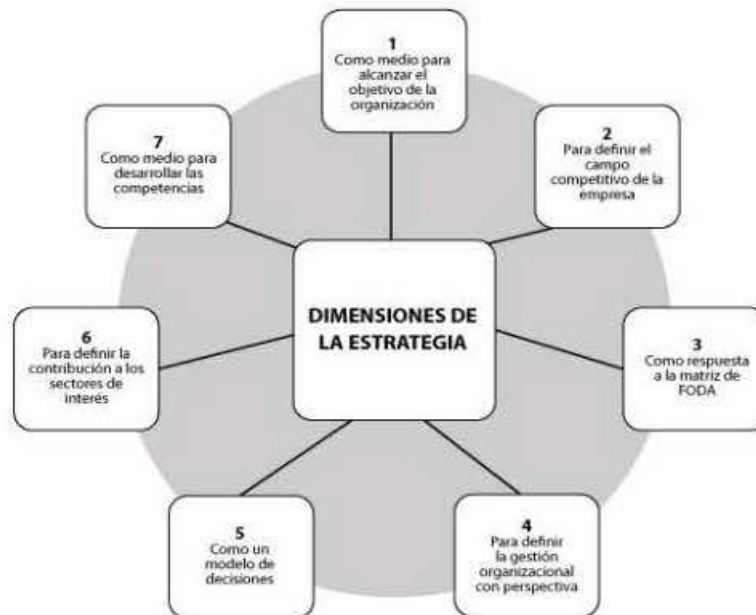 1
Como medio para
alcanzar el
objetivo de la
organización
2
Para definir el
campo
competitivo de la
empresa
3
Como respuesta
a la matriz de
FODA
4
Para definir
la gestión
organizacional
con perspectiva
5
Como un
modelo de
decisiones
6
Para definir la
contribución a los
sectores de
interés
7
Como medio para
desarrollar las
competencias
DIMENSIONES DE
LA ESTRATEGIA